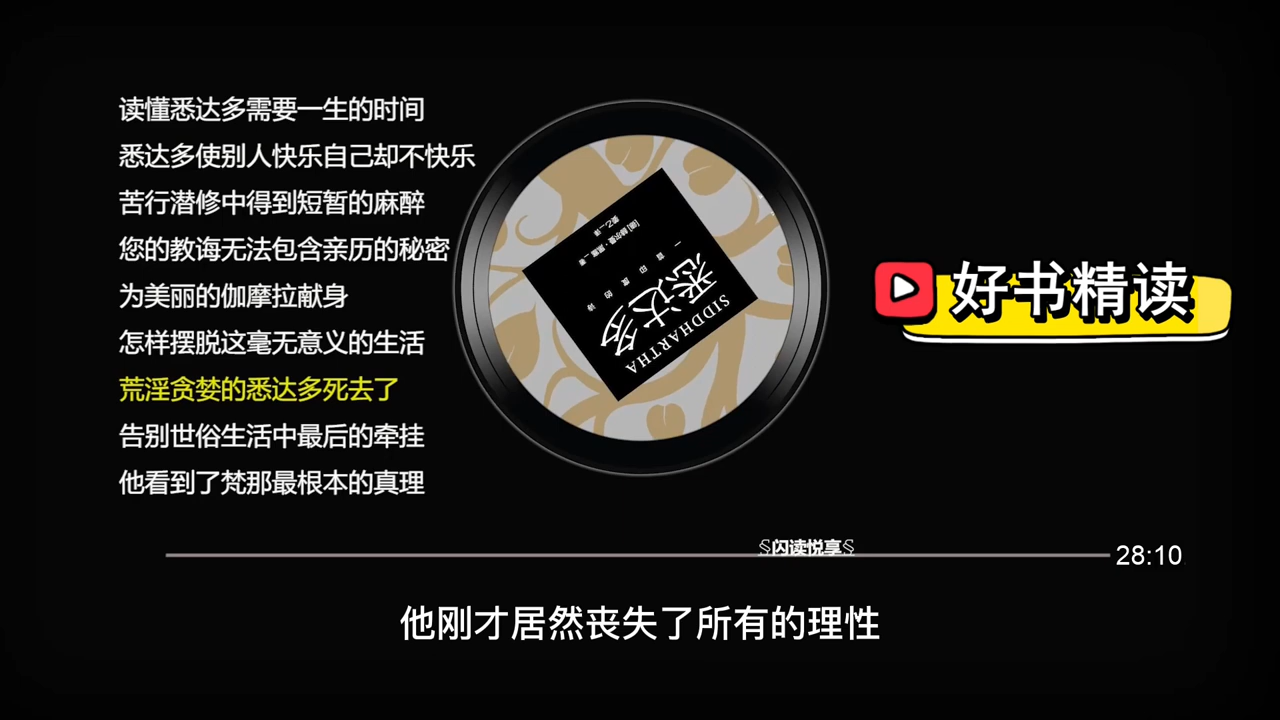 读懂悉达多需要一生的时间
悉达多使别人快乐自己却不快乐
苦行潜修中得到短暂的麻醉
您的教诲无法包含亲历的秘密
为美丽的伽摩拉献身
怎样摆脱这毫无意义的生活
荒淫贪婪的悉达多死去了
告别世俗生活中最后的牵挂
他看到了梵那最根本的真理
悉达多
SIDDHARTHA
一首印度的诗
好书精读
§闪读悦享§
28:10
他刚才居然丧失了所有的理性